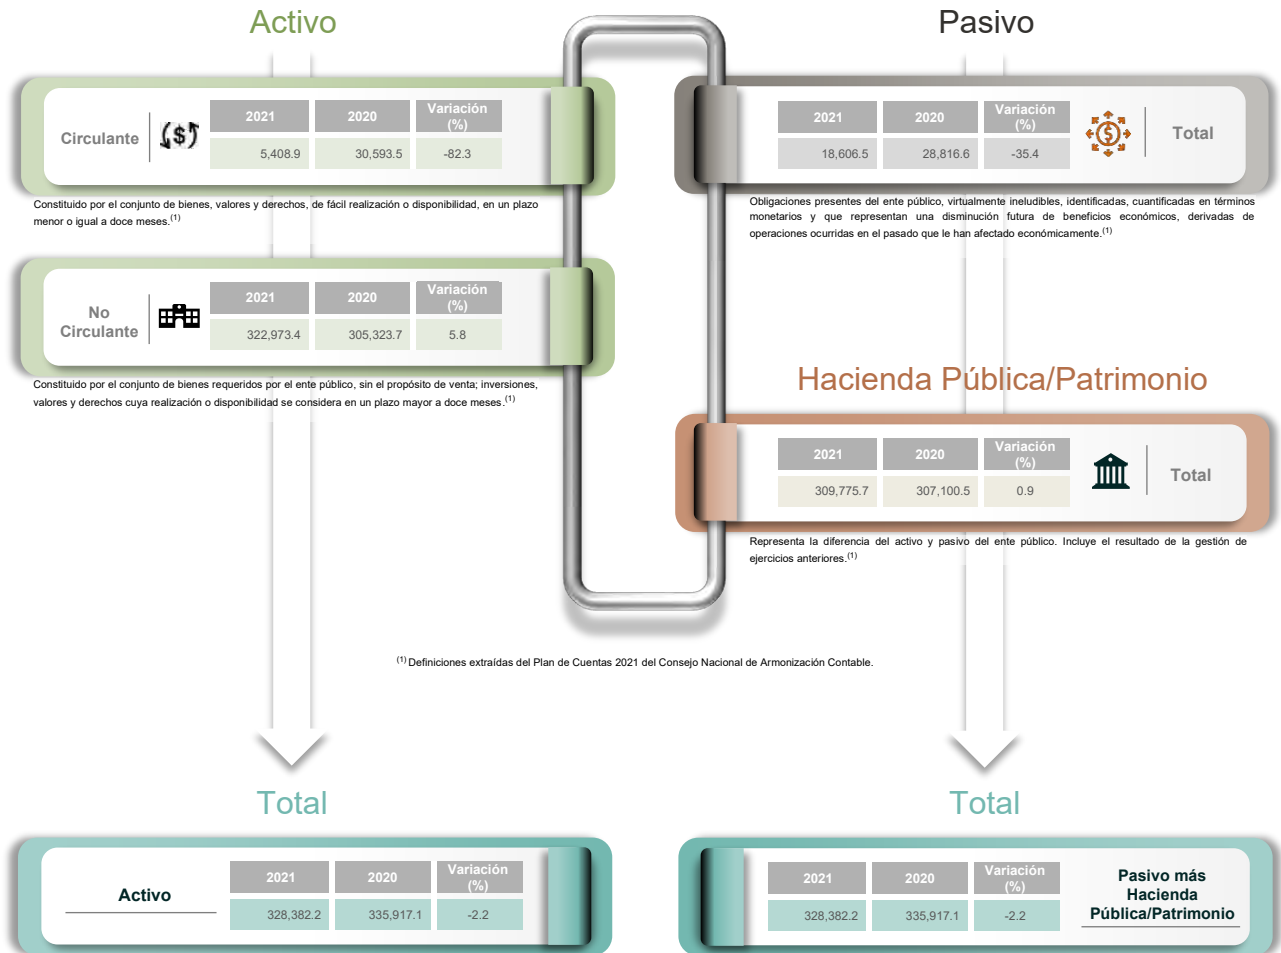 Activo
Circulante
2021 2020 Variación (%)
5,408.9 30,593.5 -82.3
Constituido por el conjunto de bienes, valores y derechos, de fácil realización o disponibilidad, en un plazo
menor o igual a doce meses.(1)
No
Circulante
2021 2020 Variación (%)
322,973.4 305,323.7 5.8
Constituido por el conjunto de bienes requeridos por el ente público, sin el propósito de venta; inversiones,
valores y derechos cuya realización o disponibilidad se considera en un plazo mayor a doce meses.(1)
Pasivo
2021 2020 Variación (%)
18,606.5 28,816.6 -35.4
Total
Obligaciones presentes del ente público, virtualmente ineludibles, identificadas, cuantificadas en términos
monetarios y que representan una disminución futura de beneficios económicos, derivadas de
operaciones ocurridas en el pasado que le han afectado económicamente.(1)
Hacienda Pública/Patrimonio
2021 2020 Variación (%)
309,775.7 307,100.5 0.9
Total
Representa la diferencia del activo y pasivo del ente público. Incluye el resultado de la gestión de
ejercicios anteriores.(1)
(1) Definiciones extraídas del Plan de Cuentas 2021 del Consejo Nacional de Armonización Contable.
Total
Activo
2021 2020 Variación (%)
328,382.2 335,917.1 -2.2
Total
2021 2020 Variación (%)
328,382.2 335,917.1 -2.2
Pasivo más
Hacienda
Pública/Patrimonio